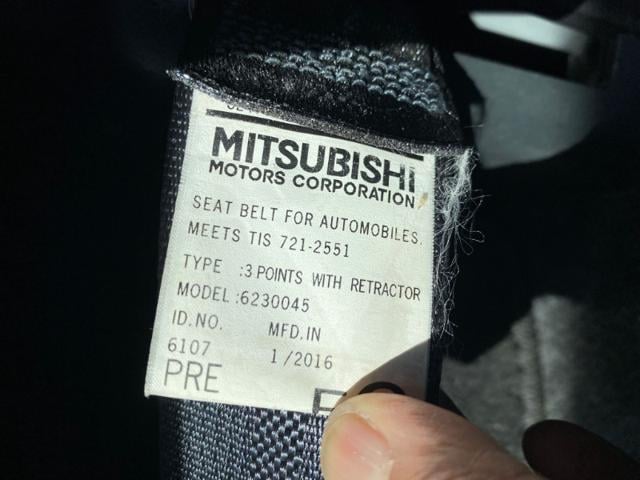 MITSUBISHI
MOTORS CORPORATION
SEAT BELT FOR AUTOMOBILES.
MEETS TIS 721-2551
TYPE :3 POINTS WITH RETRACTOR
MODEL:6230045
ID.NO. MFD.IN
6107 1/2016
PRE